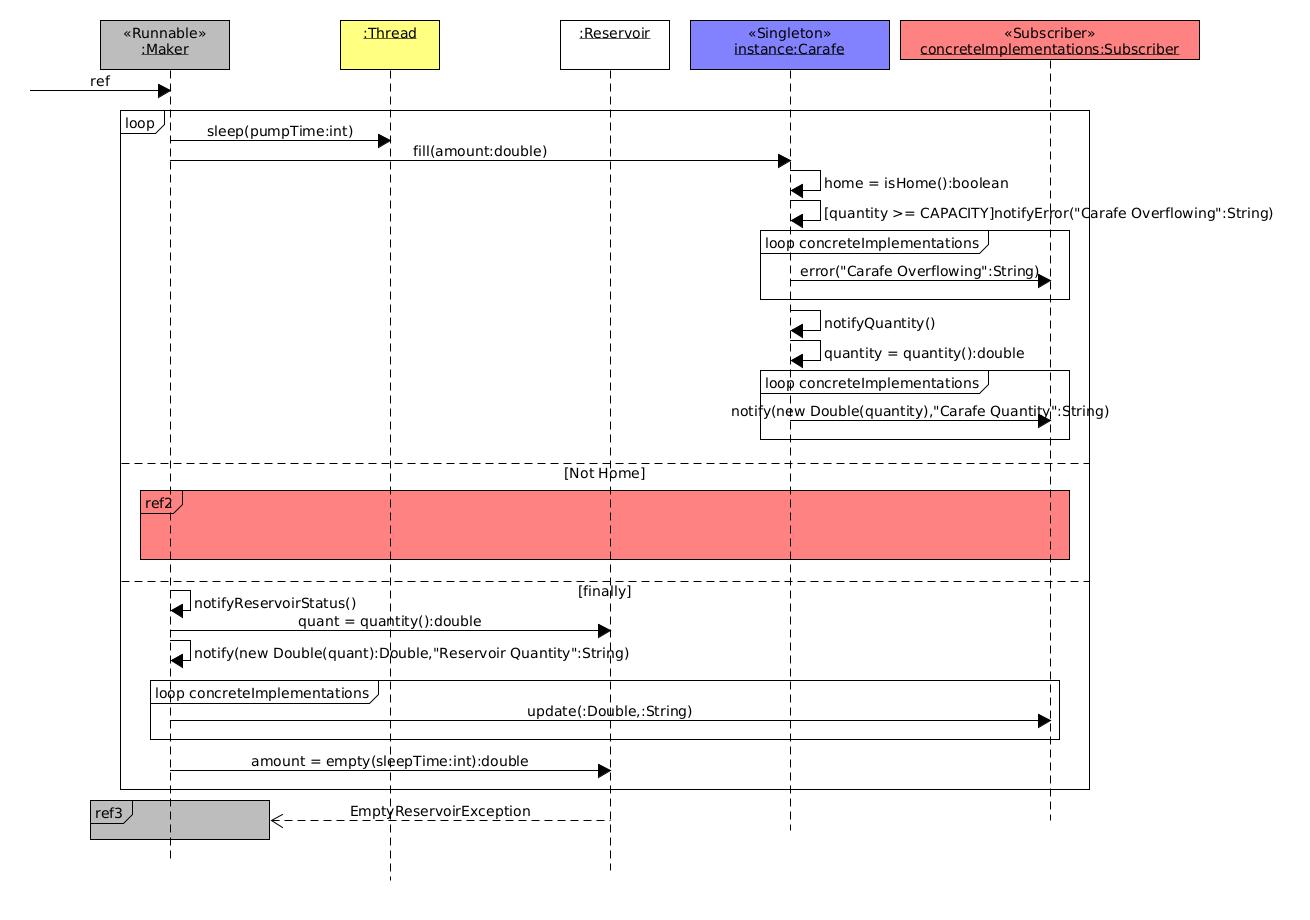 «Runnable»
:Maker
:Thread
:Reservoir
«Singleton»
instance:Carafe
«Subscriber»
concreteImplementations:Subscriber
ref
loop
sleep(pumpTime:int)
fill(amount:double)
home = isHome():boolean
[quantity >= CAPACITY]notifyError("Carafe Overflowing":String)
loop concreteImplementations
error("Carafe Overflowing":String)
notifyQuantity()
quantity = quantity():double
loop concreteImplementations
notify(new Double(quantity),"Carafe Quantity":String)
[Not Home]
ref2
[finally]
notifyReservoirStatus()
quant = quantity():double
notify(new Double(quant):Double,"Reservoir Quantity":String)
loop concreteImplementations
update(:Double,:String)
amount = empty(sleepTime:int):double
ref3
EmptyReservoirException